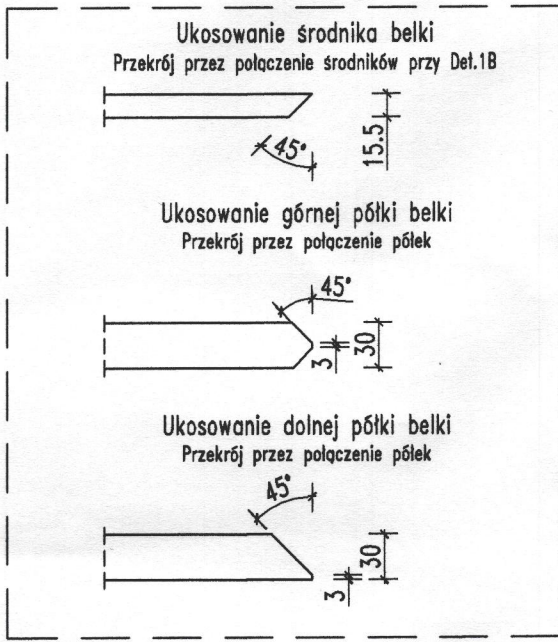 Ukosowanie środnika belki
Przekrój przez połączenie środników przy Det.1B
45°
15.5
Ukosowanie górnej półki belki
Przekrój przez połączenie półek
45°
3
30
Ukosowanie dolnej półki belki
Przekrój przez połączenie półek
45°
3
30